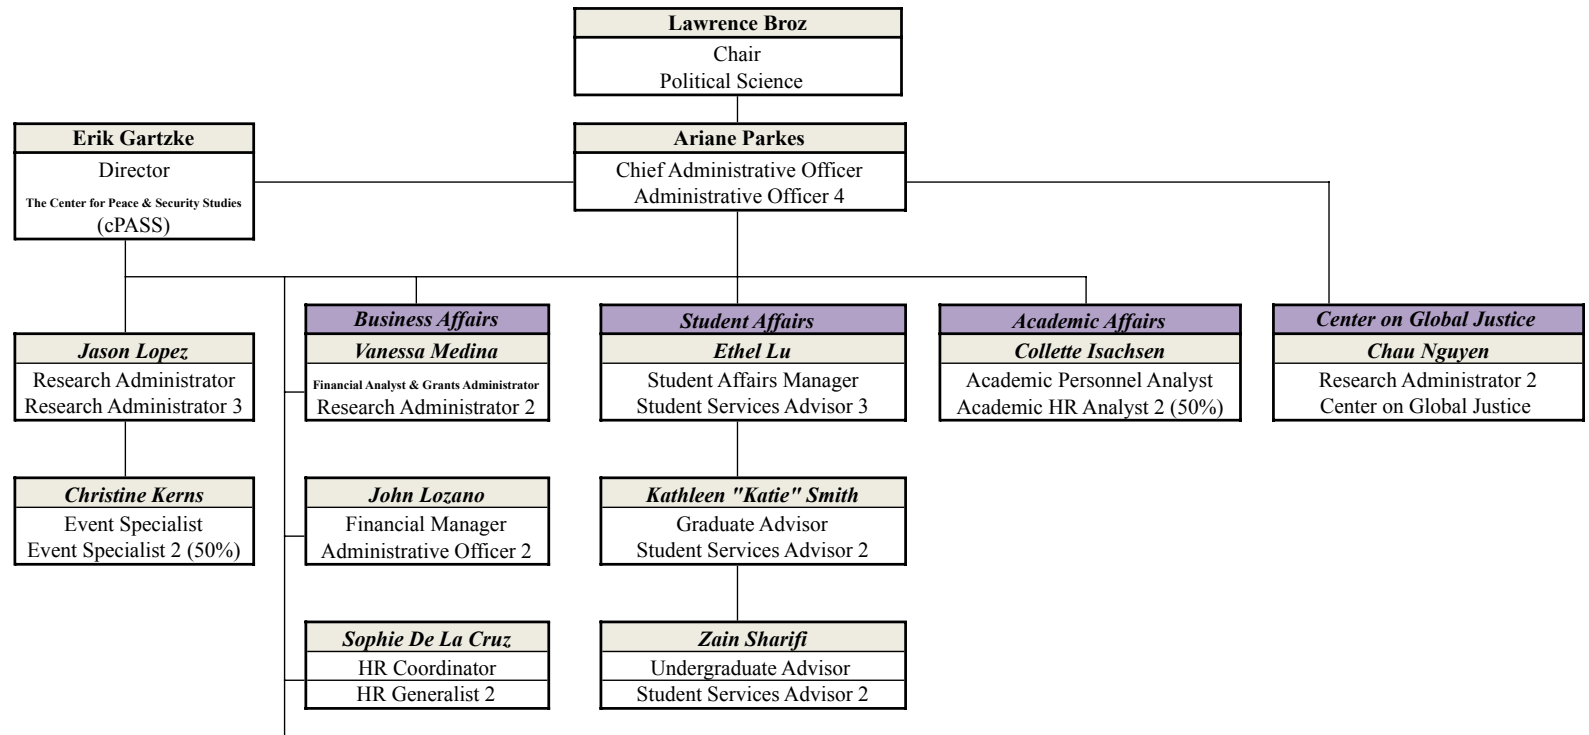 Lawrence Broz
Chair
Political Science
Erik Gartzke
Director
The Center for Peace & Security Studies
(cPASS)
Ariane Parkes
Chief Administrative Officer
Administrative Officer 4
Jason Lopez
Research Administrator
Research Administrator 3
Christine Kerns
Event Specialist
Event Specialist 2 (50%)
Business Affairs
Vanessa Medina
Financial Analyst & Grants Administrator
Research Administrator 2
John Lozano
Financial Manager
Administrative Officer 2
Sophie De La Cruz
HR Coordinator
HR Generalist 2
Student Affairs
Ethel Lu
Student Affairs Manager
Student Services Advisor 3
Kathleen "Katie" Smith
Graduate Advisor
Student Services Advisor 2
Zain Sharifi
Undergraduate Advisor
Student Services Advisor 2
Academic Affairs
Collette Isachsen
Academic Personnel Analyst
Academic HR Analyst 2 (50%)
Center on Global Justice
Chau Nguyen
Research Administrator 2
Center on Global Justice